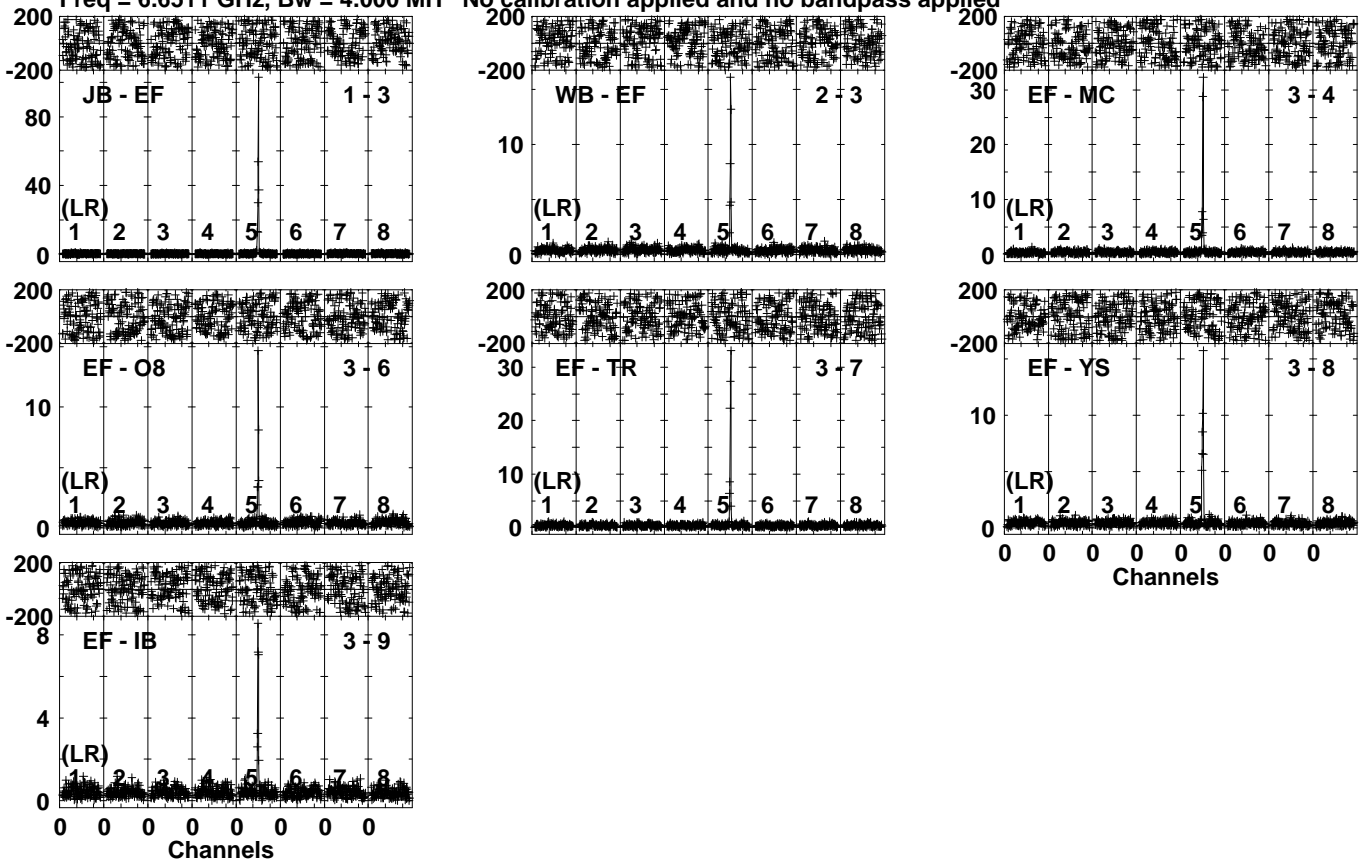 Freq = 6.6511 GHz, Bw = 4.000 MH No calibration applied and no bandpass applied
200
-200
80
40
0
JB - EF 1 - 3
(LR)
1 2 3 4 5 6 7 8
200
-200
10
0
WB - EF 2 - 3
(LR)
1 2 3 4 5 6 7 8
200
-200
30
20
10
0
EF - MC 3 - 4
(LR)
1 2 3 4 5 6 7 8
200
-200
10
0
EF - O8 3 - 6
(LR)
1 2 3 4 5 6 7 8
200
-200
30
20
10
0
EF - TR 3 - 7
(LR)
1 2 3 4 5 6 7 8
200
-200
10
0
EF - YS 3 - 8
(LR)
1 2 3 4 5 6 7 8
0 0 0 0 0 0 0 0
Channels
200
-200
8
4
0
EF - IB 3 - 9
(LR)
1 2 3 4 5 6 7 8
0 0 0 0 0 0 0 0
Channels